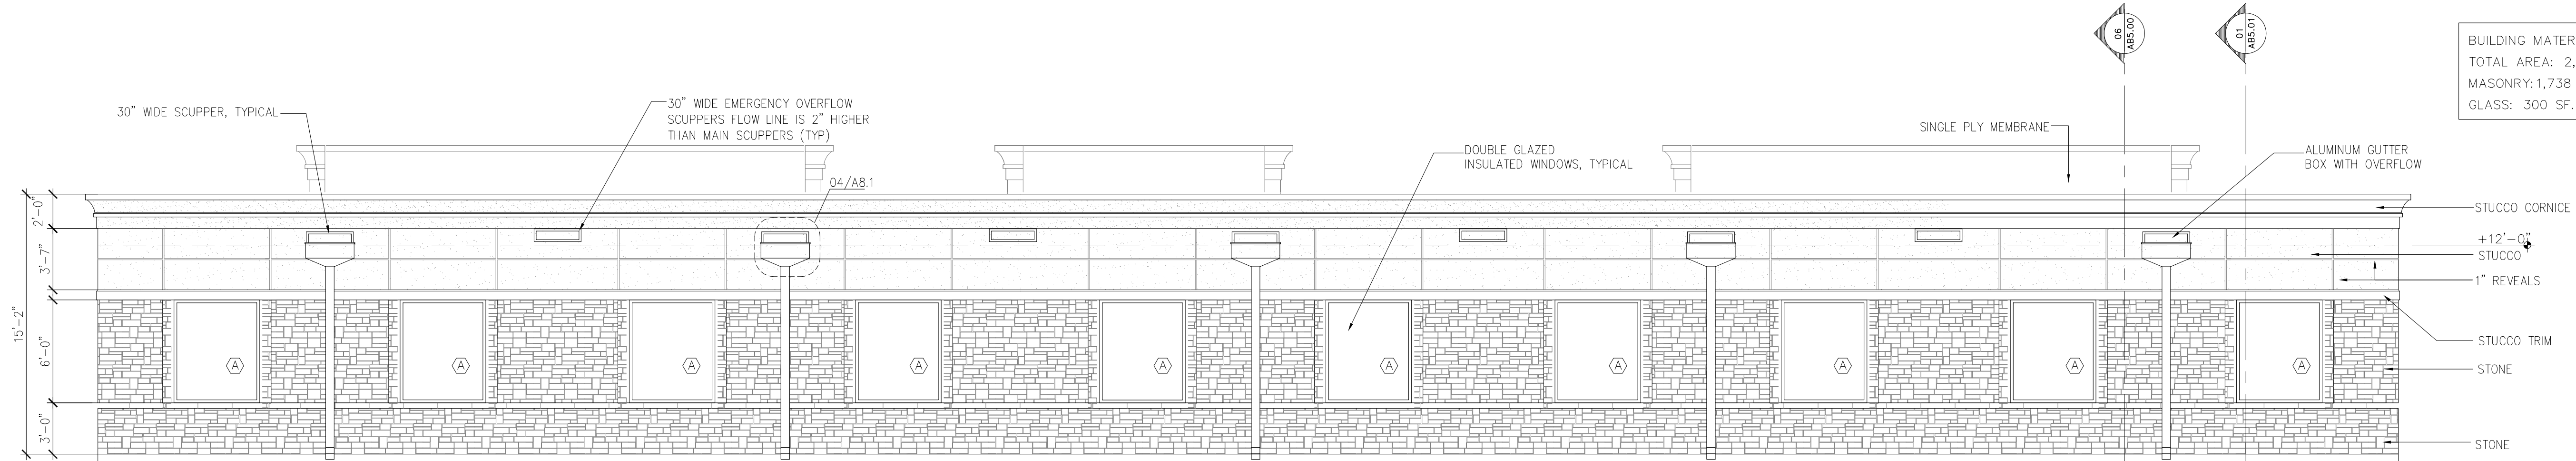 06
AB5.00
01
AB5.01
BUILDING MATER
TOTAL AREA: 2,
MASONRY: 1,738
GLASS: 300 SF.
30" WIDE SCUPPER, TYPICAL
30" WIDE EMERGENCY OVERFLOW
SCUPPERS FLOW LINE IS 2" HIGHER
THAN MAIN SCUPPERS (TYP)
04/A8.1
DOUBLE GLAZED
INSULATED WINDOWS, TYPICAL
SINGLE PLY MEMBRANE
ALUMINUM GUTTER
BOX WITH OVERFLOW
STUCCO CORNICE
+12'-0"
STUCCO
1" REVEALS
STUCCO TRIM
STONE
STONE
15'-2"
2'-0"
3'-7"
6'-0"
3'-0"
A
A
A
A
A
A
A
A
A
A